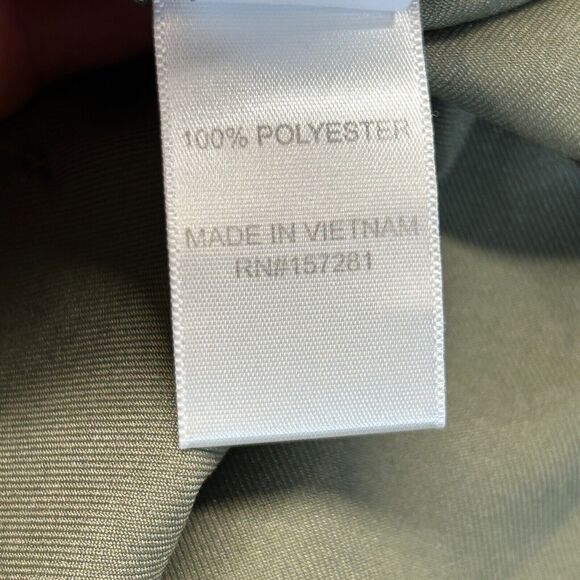 100% POLYESTER
MADE IN VIETNAM
RN#157281